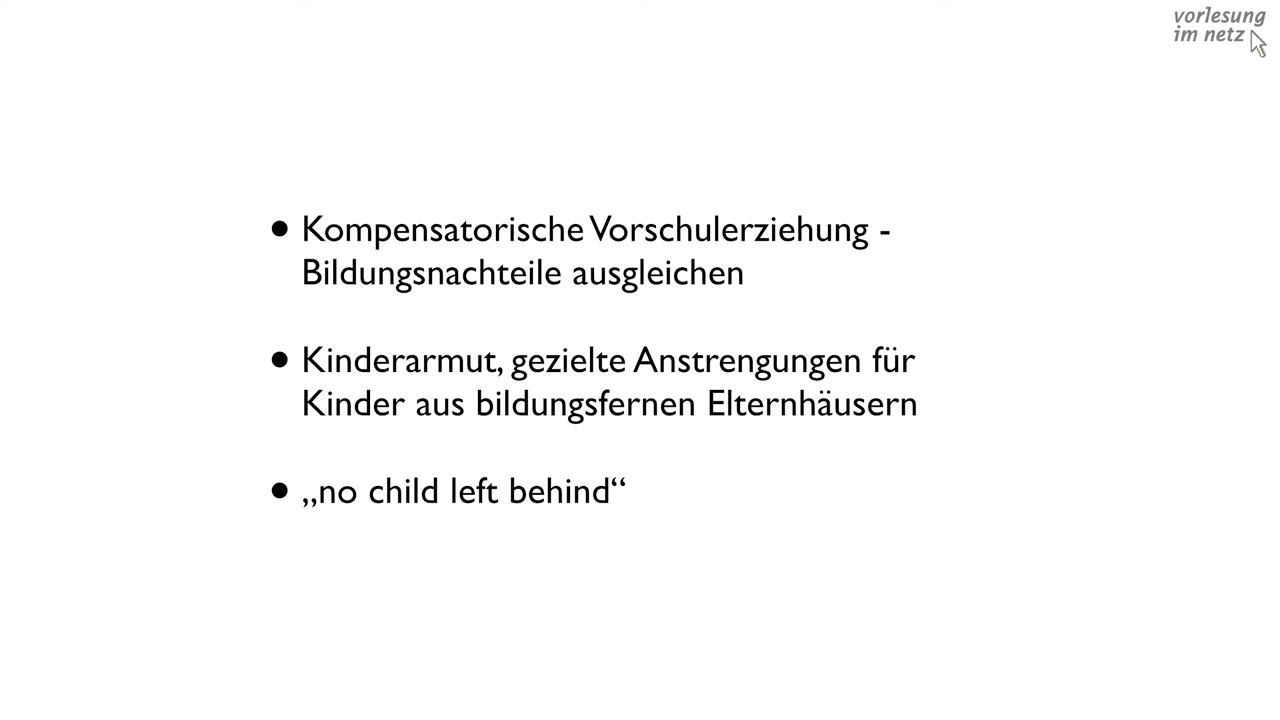 vorlesung
im netz
• Kompensatorische Vorschulerziehung -
Bildungsnachteile ausgleichen
• Kinderarmut, gezielte Anstrengungen für
Kinder aus bildungsfernen Elternhäusern
• „no child left behind“